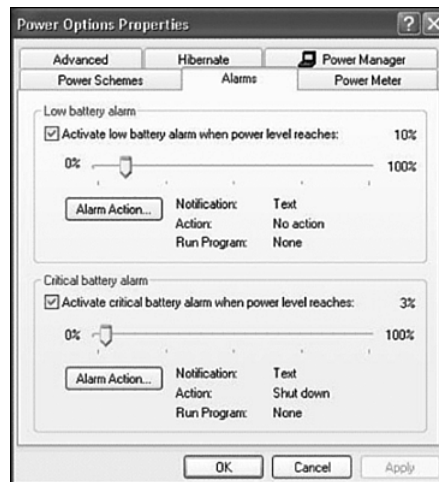 Power Options Properties
Advanced Hibernate Power Manager
Power Schemes Alarms Power Meter
Low battery alarm
Activate low battery alarm when power level reaches: 10%
0% 100%
Alarm Action... Notification: Text
Action: No action
Run Program: None
Critical battery alarm
Activate critical battery alarm when power level reaches: 3%
0% 100%
Alarm Action... Notification: Text
Action: Shut down
Run Program: None
OK Cancel Apply